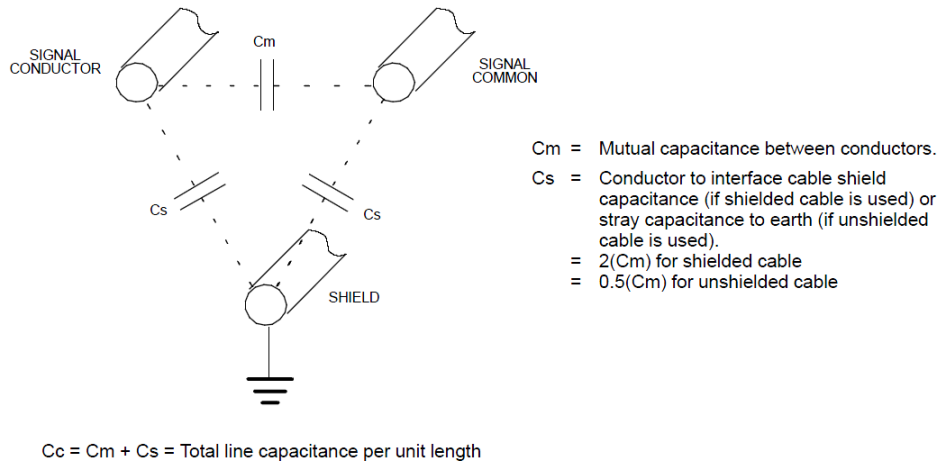 Cm
SIGNAL
CONDUCTOR
SIGNAL
COMMON
Cm = Mutual capacitance between conductors.
Cs = Conductor to interface cable shield
capacitance (if shielded cable is used) or
stray capacitance to earth (if unshielded
cable is used).
= 2(Cm) for shielded cable
= 0.5(Cm) for unshielded cable
Cs
Cs
SHIELD
Cc = Cm + Cs = Total line capacitance per unit length